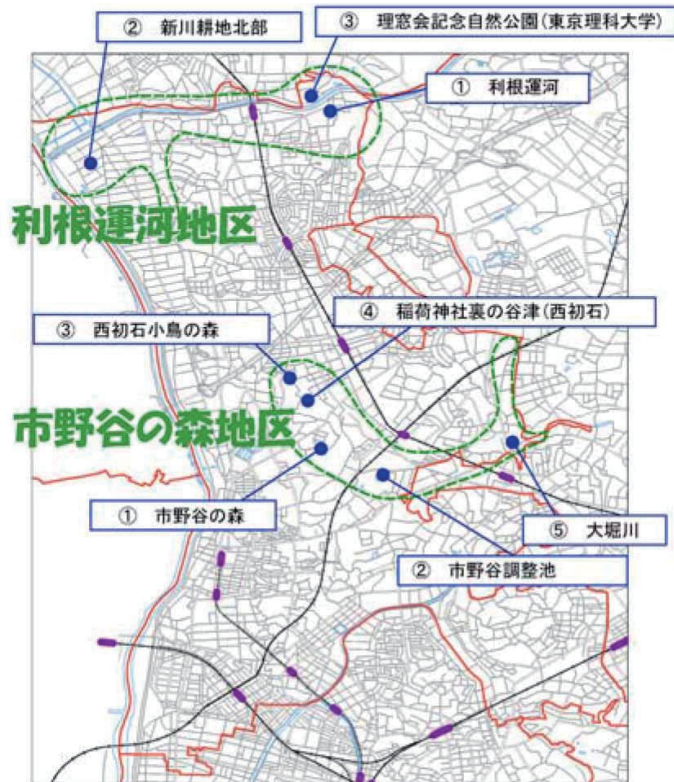 ② 新川耕地北部
③ 理窓会記念自然公園(東京理科大学)
① 利根運河
利根運河地区
④ 稲荷神社裏の谷津(西初石)
③ 西初石小鳥の森
市野谷の森地区
① 市野谷の森
⑤ 大堀川
② 市野谷調整池